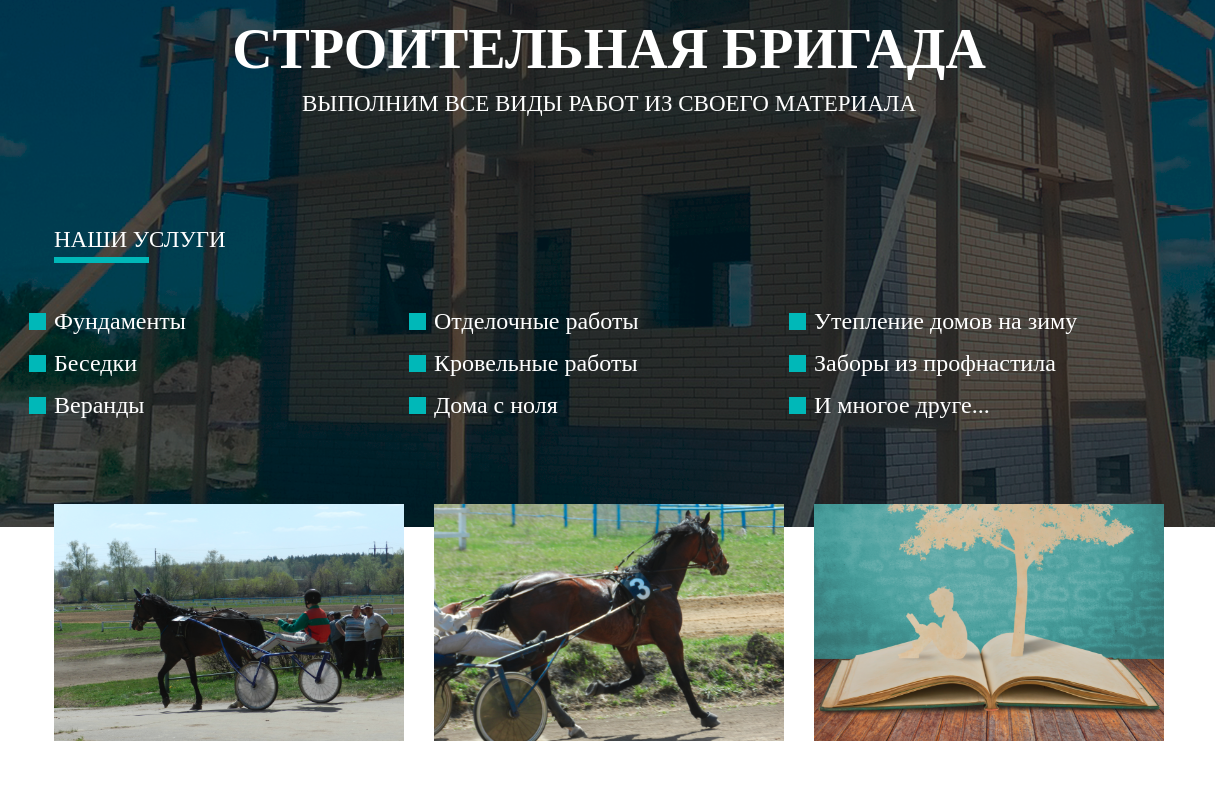 СТРОИТЕЛЬНАЯ БРИГАДА
ВЫПОЛНИМ ВСЕ ВИДЫ РАБОТ ИЗ СВОЕГО МАТЕРИАЛА
НАШИ УСЛУГИ
Фундаменты
Беседки
Веранды
Отделочные работы
Кровельные работы
Дома с ноля
Утепление домов на зиму
Заборы из профнастила
И многое друге...
3